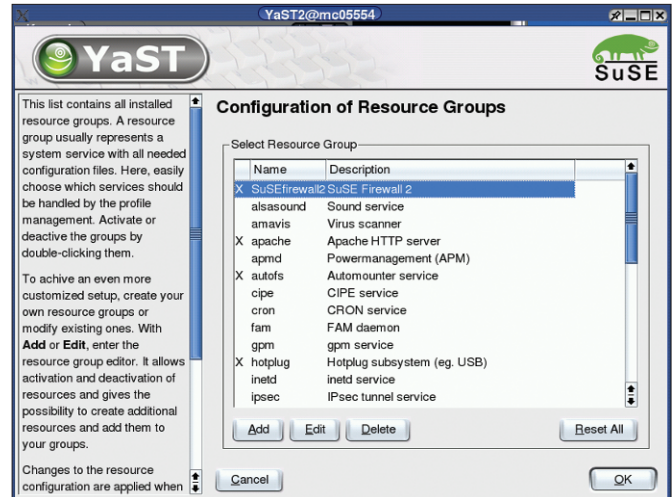 YaST2@mc05554
YaST
SuSE
This list contains all installed
resource groups. A resource
group usually represents a
system service with all needed
configuration files. Here, easily
choose which services should
be handled by the profile
management. Activate or
deactive the groups by
double-clicking them.
To achive an even more
customized setup, create your
own resource groups or
modify existing ones. With
Add or Edit, enter the
resource group editor. It allows
activation and deactivation of
resources and gives the
possibility to create additional
resources and add them to
your groups.
Changes to the resource
configuration are applied when
Configuration of Resource Groups
Select Resource Group
Name Description
X SuSEfirewall2 SuSE Firewall 2
alsasound Sound service
amavis Virus scanner
X apache Apache HTTP server
apmd Powermanagement (APM)
X autofs Automounter service
cipe CIPE service
cron CRON service
fam FAM daemon
gpm gpm service
X hotplug Hotplug subsystem (eg. USB)
inetd inetd service
ipsec IPsec tunnel service
Add Edit Delete Reset All
Cancel OK